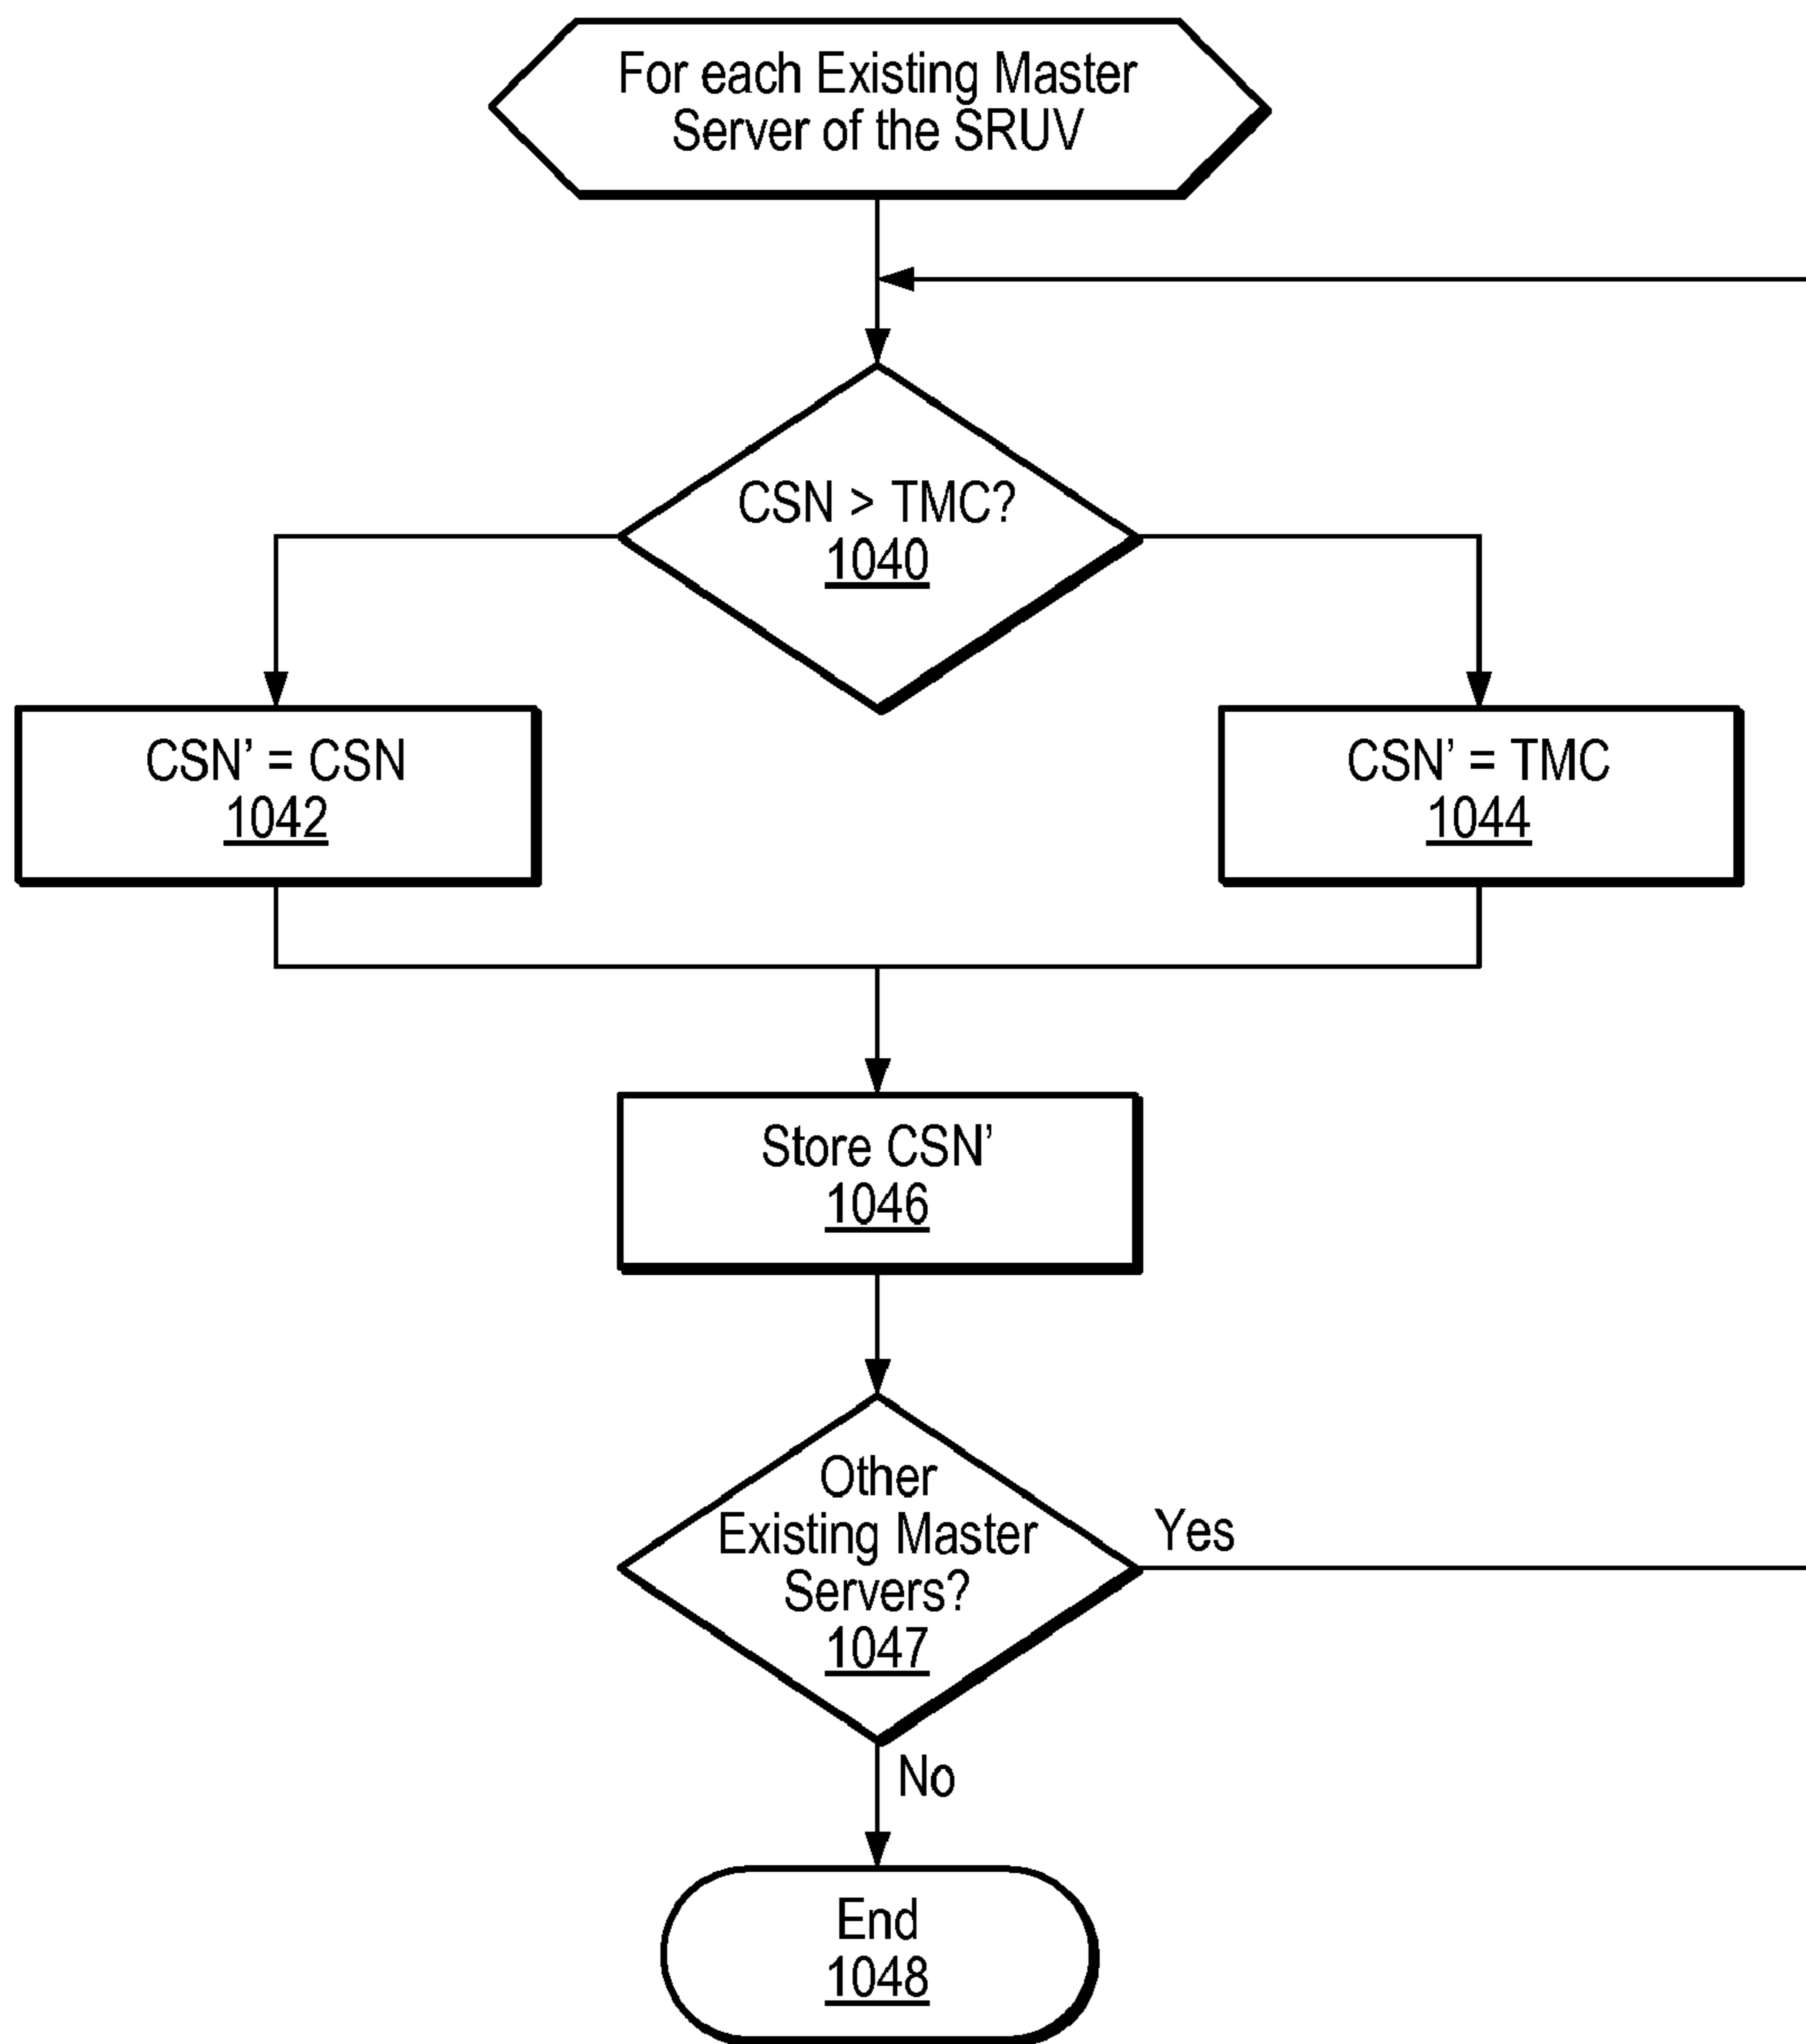 For each Existing Master
Server of the SRUV
CSN > TMC?
1040
CSN’ = CSN
1042
CSN’ = TMC
1044
Store CSN’
1046
Other
Existing Master
Servers?
1047
Yes
No
End
1048